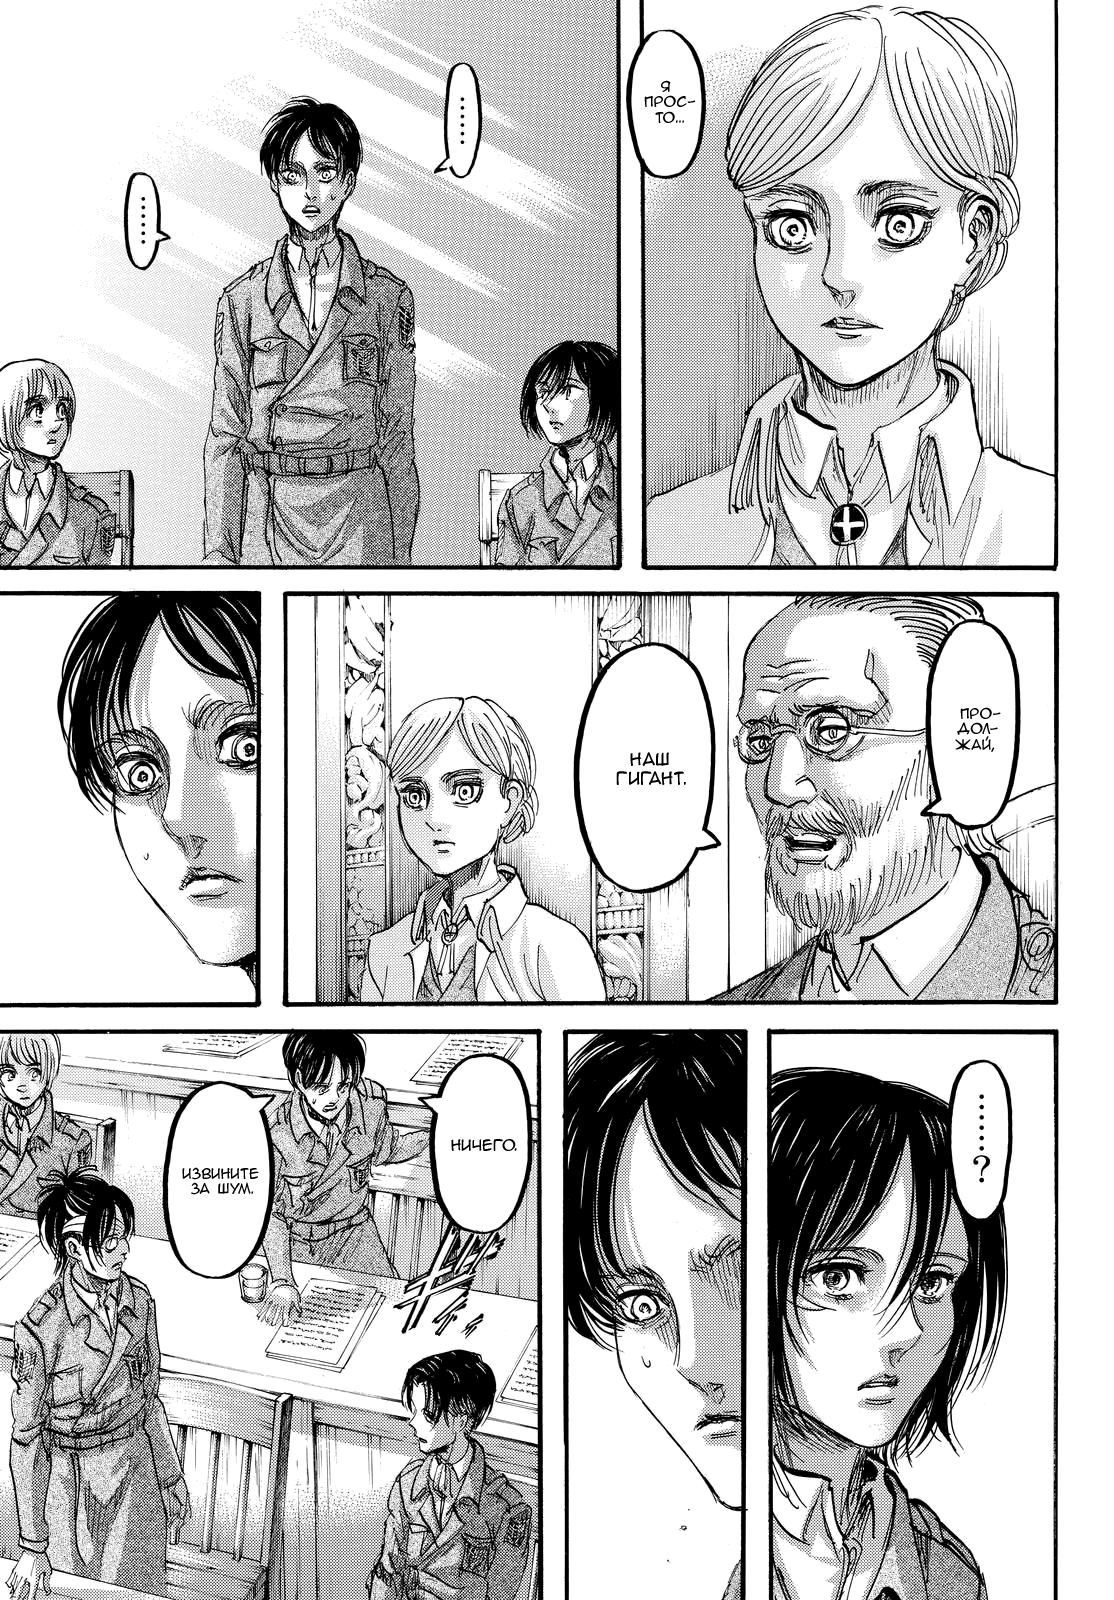 Я
ПРОС-
ТО...
.......
.......
ПРО-
ДОЛ-
ЖАЙ,
НАШ
ГИГАНТ.
.......?
НИЧЕГО.
ИЗВИНИТЕ
ЗА ШУМ.